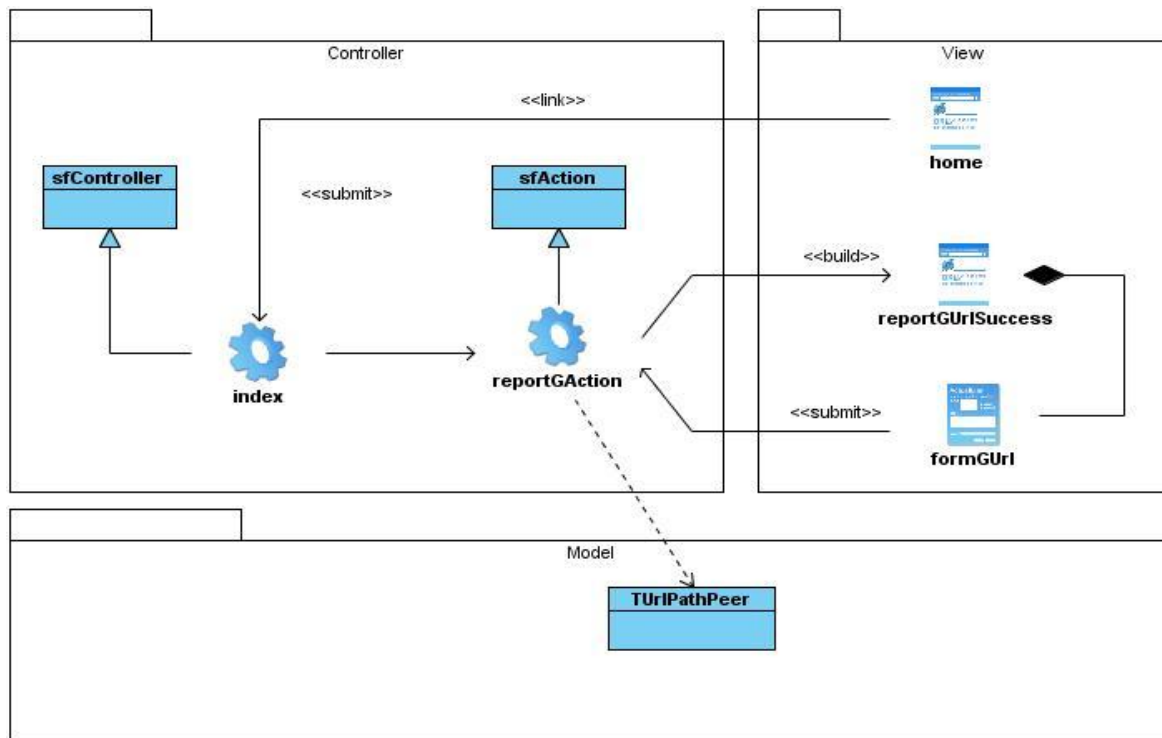 Controller
View
<<link>>
home
sfController
<<submit>>
sfAction
<<build>>
reportGUrlSuccess
index
reportGAction
<<submit>>
formGUrl
Model
TUrlPathPeer